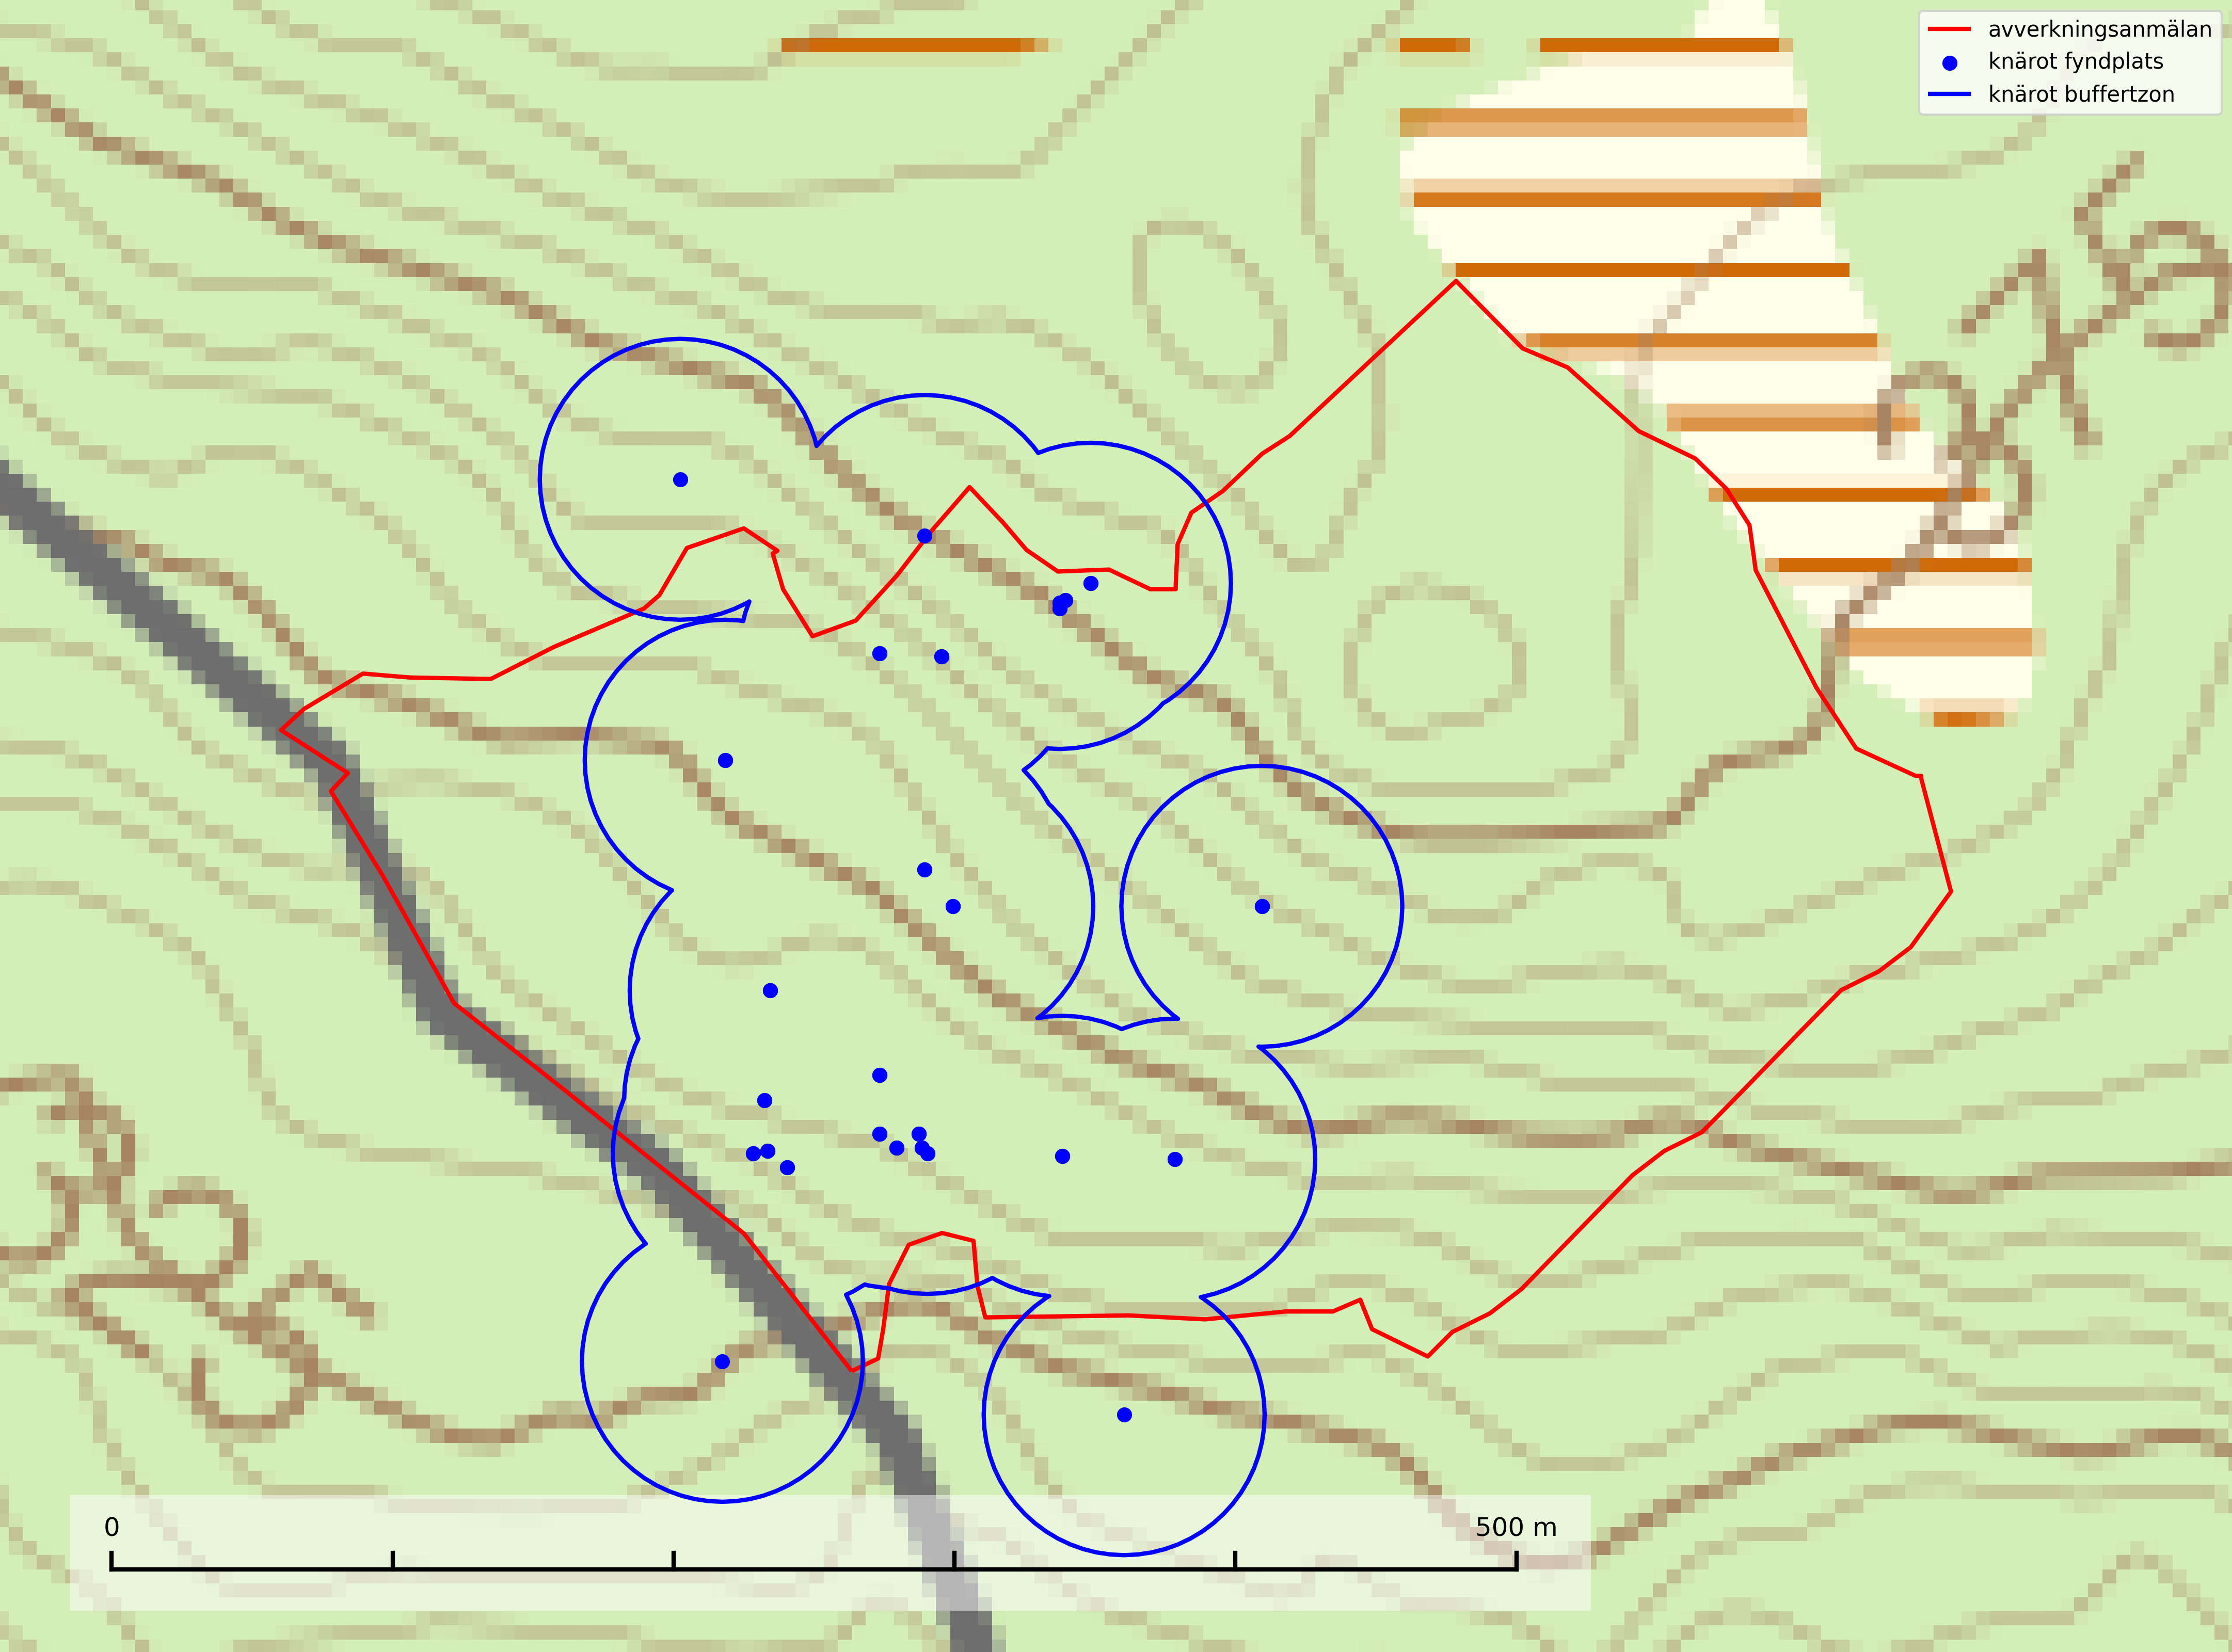 avverkningsanmälan
knärot fyndplats
knärot buffertzon
0
500 m